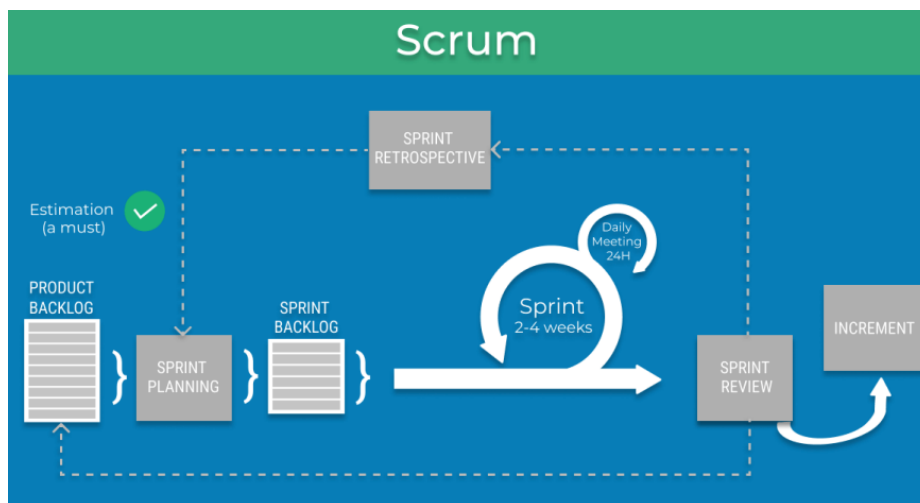 Scrum
SPRINT
RETROSPECTIVE
Estimation
(a must)
Daily
Meeting
24H
PRODUCT
BACKLOG
SPRINT
BACKLOG
Sprint
2-4 weeks
INCREMENT
SPRINT
PLANNING
SPRINT
REVIEW